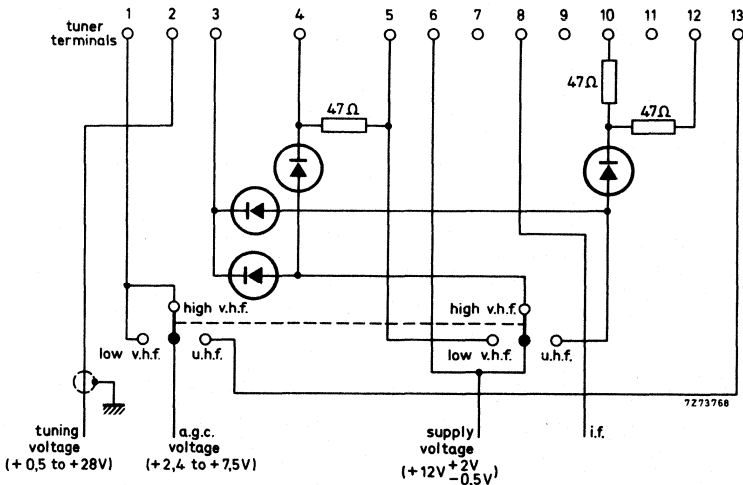 tuner
terminals
1 2 3 4 5 6 7 8 9 10 11 12 13
47Ω
47Ω
47Ω
high v.h.f.
high v.h.f.
low v.h.f.
u.h.f.
low v.h.f.
u.h.f.
7Z73768
tuning
voltage
(+0,5 to +28V)
a.g.c.
voltage
(+2,4 to +7,5V)
supply
voltage
(+12V +2V
−0,5V)
i.f.